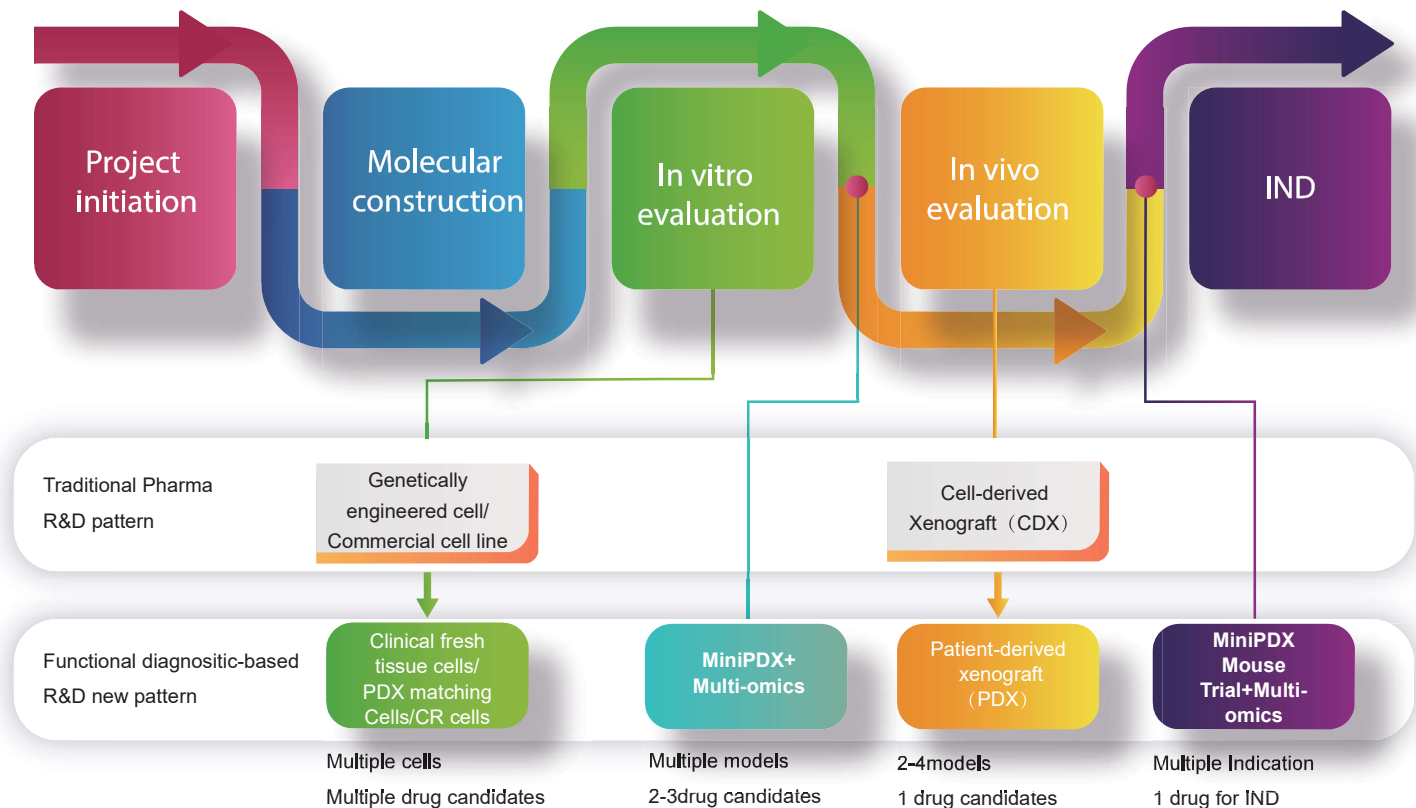 Project
initiation
Molecular
construction
In vitro
evaluation
In vivo
evaluation
IND
Traditional Pharma
R&D pattern
Genetically
engineered cell/
Commercial cell line
Cell-derived
Xenograft（CDX）
Functional diagnositic-based
R&D new pattern
Clinical fresh
tissue cells/
PDX matching
Cells/CR cells
MiniPDX+
Multi-omics
Patient-derived
xenograft
（PDX）
MiniPDX
Mouse
Trial+Multi-
omics
Multiple cells
Multiple drug candidates
Multiple models
2-3drug candidates
2-4models
1 drug candidates
Multiple Indication
1 drug for IND